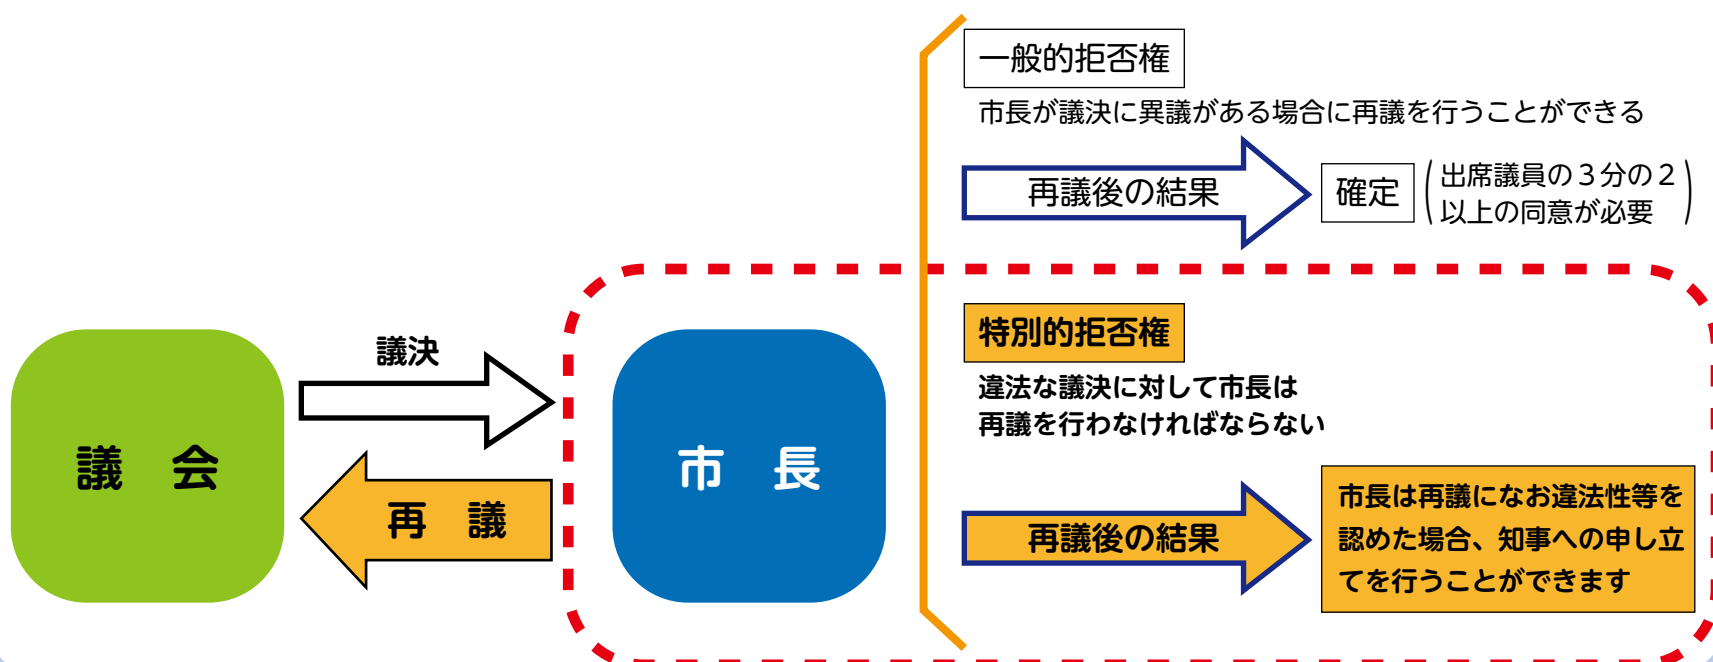 一般的拒否権
市長が議決に異議がある場合に再議を行うことができる
再議後の結果
確定
(出席議員の３分の２
以上の同意が必要)
特別的拒否権
違法な議決に対して市長は
再議を行わなければならない
再議後の結果
市長は再議になお違法性等を
認めた場合、知事への申し立
てを行うことができます
議決
議　会
再　議
市　長